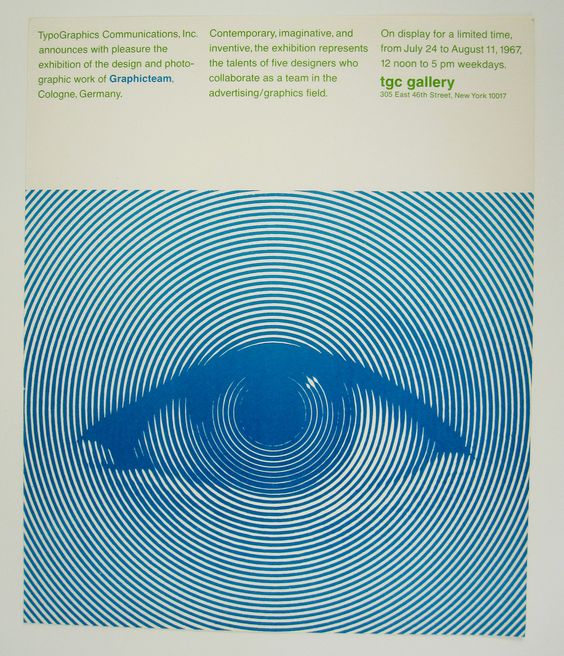 TypoGraphics Communications, Inc.
announces with pleasure the
exhibition of the design and photo-
graphic work of Graphicteam,
Cologne, Germany.
Contemporary, imaginative, and
inventive, the exhibition represents
the talents of five designers who
collaborate as a team in the
advertising/graphics field.
On display for a limited time,
from July 24 to August 11, 1967,
12 noon to 5 pm weekdays.
tgc gallery
305 East 46th Street, New York 10017